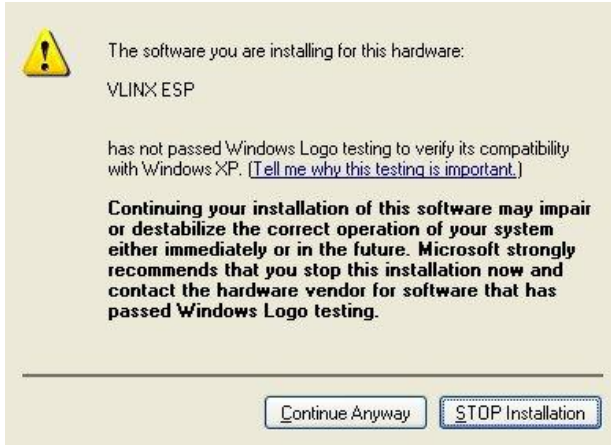 The software you are installing for this hardware:
VLINX ESP
has not passed Windows Logo testing to verify its compatibility
with Windows XP. (Tell me why this testing is important.)
Continuing your installation of this software may impair
or destabilize the correct operation of your system
either immediately or in the future. Microsoft strongly
recommends that you stop this installation now and
contact the hardware vendor for software that has
passed Windows Logo testing.
Continue Anyway
STOP Installation